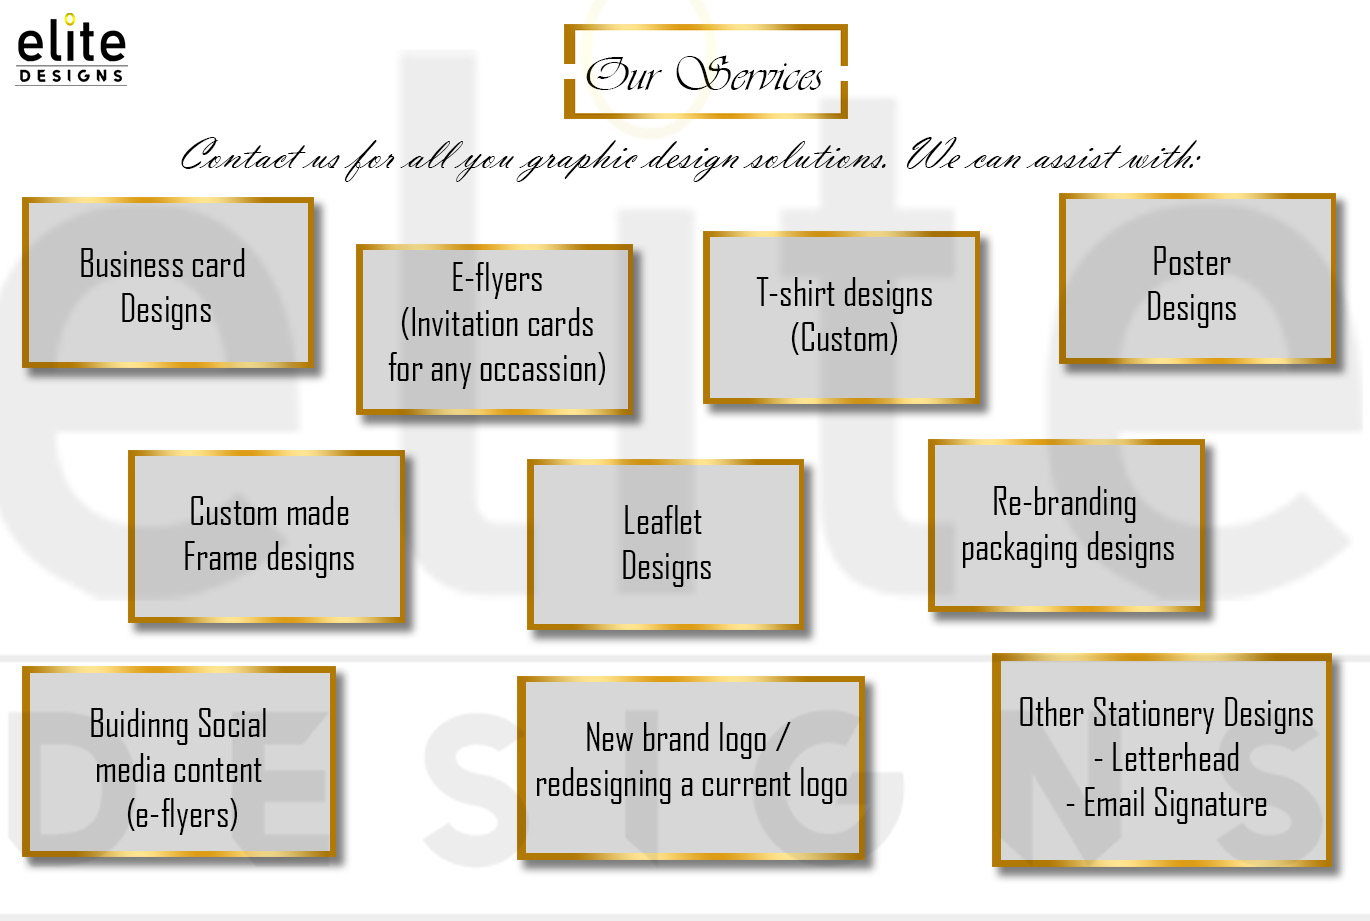 elite
DESIGNS
Our Services
Contact us for all you graphic design solutions. We can assist with:
Business card
Designs
E-flyers
(Invitation cards
for any occassion)
T-shirt designs
(Custom)
Poster
Designs
Custom made
Frame designs
Leaflet
Designs
Re-branding
packaging designs
Buidinng Social
media content
(e-flyers)
New brand logo /
redesigning a current logo
Other Stationery Designs
- Letterhead
- Email Signature
elite
DESIGNS